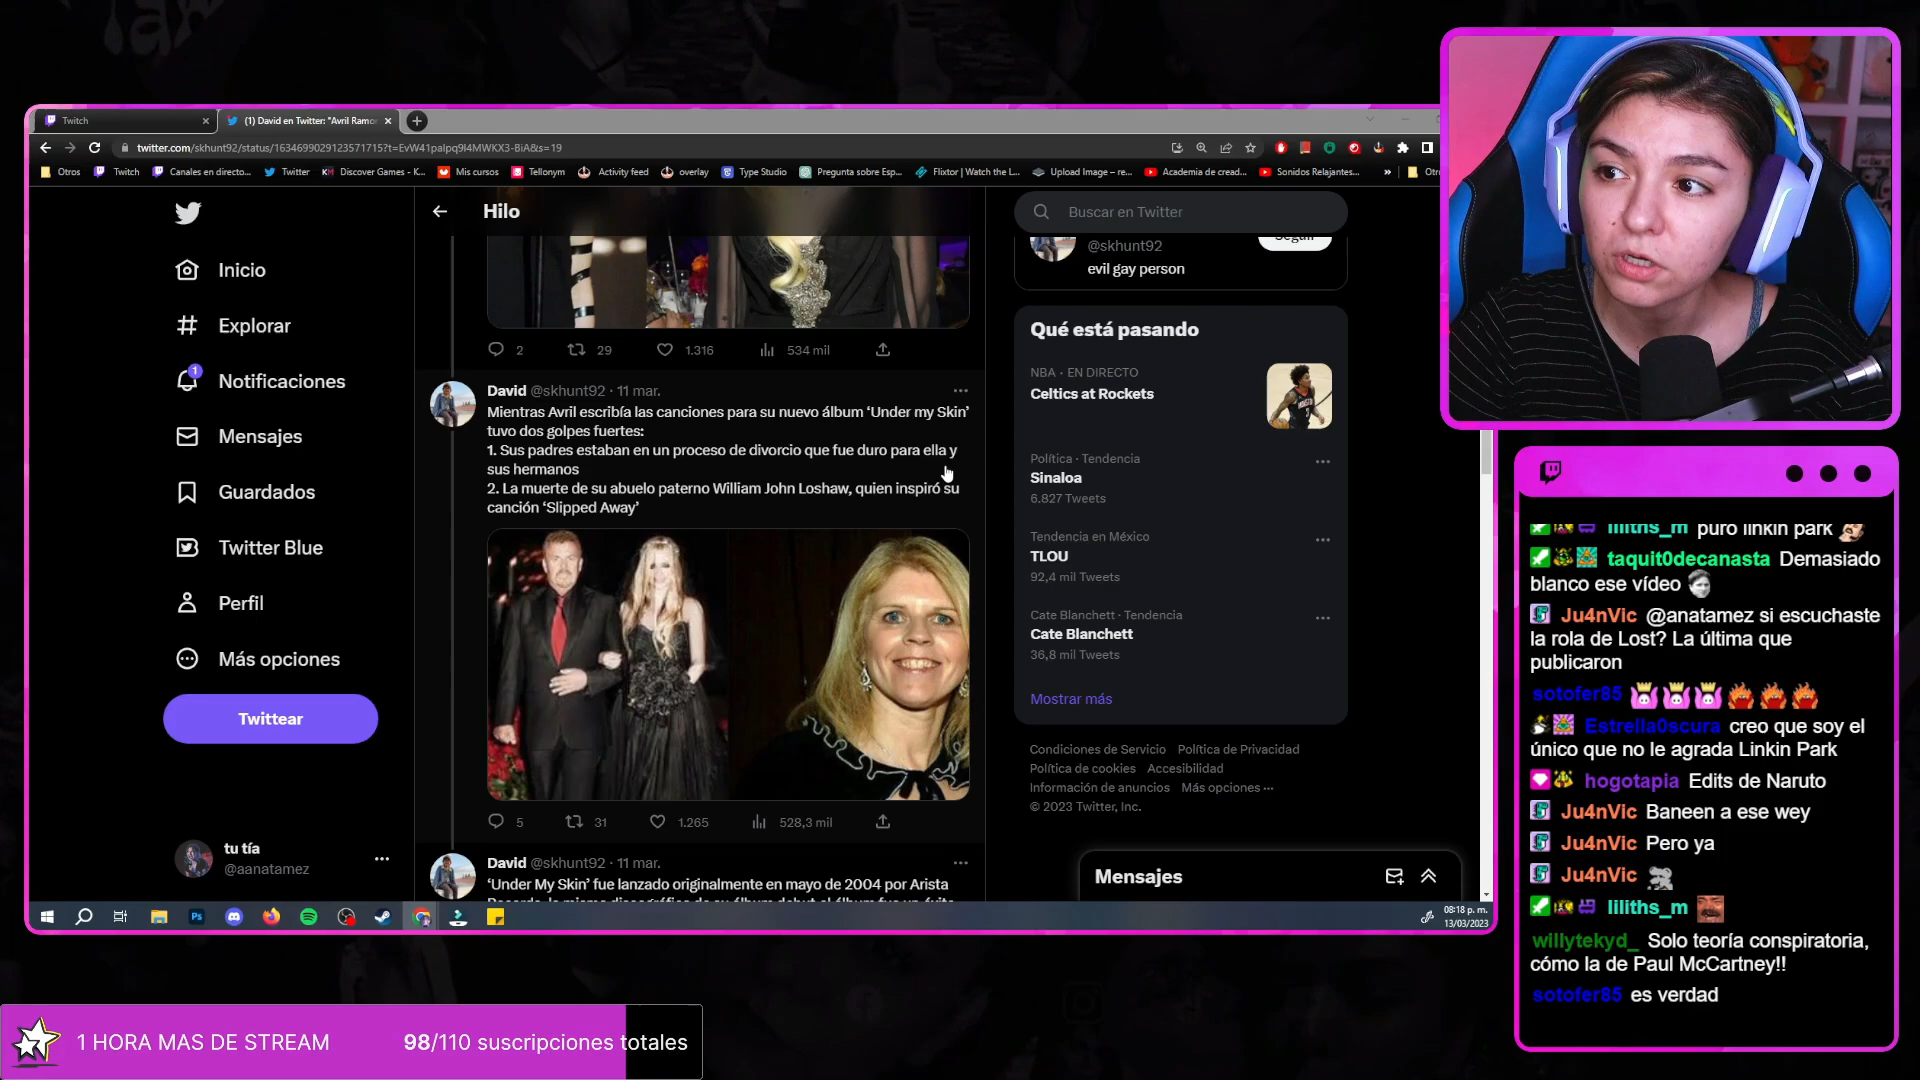 Twitch
(1) David en Twitter: "Avril Ramo
twitter.com/skhunt92/status/1634699029123571715?t=EvW41palpq9l4MWKX3-BiA&s=19
Otros
Twitch
Canales en directo...
Twitter
Discover Games - K...
Mis cursos
Tellonym
Activity feed
overlay
Type Studio
Pregunta sobre Esp...
Flixtor | Watch the L...
Upload Image – re...
Academia de cread...
Sonidos Relajantes...
»
Inicio
Explorar
1
Notificaciones
Mensajes
Guardados
Twitter Blue
Perfil
Más opciones
Twittear
tu tía
@aanatamez
Hilo
2
29
1.316
534 mil
David @skhunt92 · 11 mar.
Mientras Avril escribía las canciones para su nuevo álbum ‘Under my Skin’
tuvo dos golpes fuertes:
1. Sus padres estaban en un proceso de divorcio que fue duro para ella y
sus hermanos
2. La muerte de su abuelo paterno William John Loshaw, quien inspiró su
canción ‘Slipped Away’
5
31
1.265
528,3 mil
David @skhunt92 · 11 mar.
‘Under My Skin’ fue lanzado originalmente en mayo de 2004 por Arista
Buscar en Twitter
@skhunt92
Seguir
evil gay person
Qué está pasando
NBA · EN DIRECTO
Celtics at Rockets
Política · Tendencia
Sinaloa
6.827 Tweets
Tendencia en México
TLOU
92,4 mil Tweets
Cate Blanchett · Tendencia
Cate Blanchett
36,8 mil Tweets
Mostrar más
Condiciones de Servicio Política de Privacidad
Política de cookies Accesibilidad
Información de anuncios Más opciones ···
© 2023 Twitter, Inc.
Mensajes
08:18 p. m.
13/03/2023
liliths_m puro linkin park
taquit0decanasta Demasiado
blanco ese vídeo
Ju4nVic @anatamez si escuchaste
la rola de Lost? La última que
publicaron
sotofer85
Estrella0scura creo que soy el
único que no le agrada Linkin Park
hogotapia Edits de Naruto
Ju4nVic Baneen a ese wey
Ju4nVic Pero ya
Ju4nVic
liliths_m
willytekyd_ Solo teoría conspiratoria,
cómo la de Paul McCartney!!
sotofer85 es verdad
1 HORA MAS DE STREAM
98/110 suscripciones totales